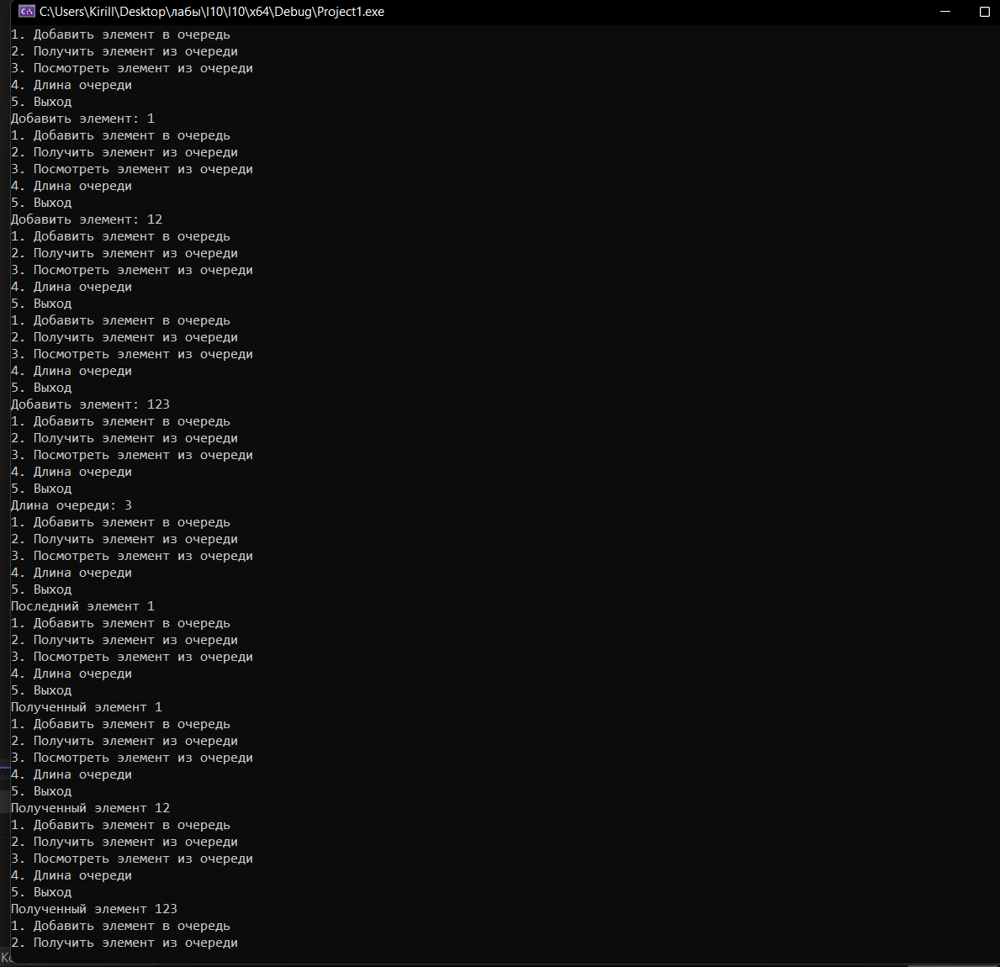 C:\Users\Kirill\Desktop\лабы\l10\l10\x64\Debug\Project1.exe
1. Добавить элемент в очередь
2. Получить элемент из очереди
3. Посмотреть элемент из очереди
4. Длина очереди
5. Выход
Добавить элемент: 1
1. Добавить элемент в очередь
2. Получить элемент из очереди
3. Посмотреть элемент из очереди
4. Длина очереди
5. Выход
Добавить элемент: 12
1. Добавить элемент в очередь
2. Получить элемент из очереди
3. Посмотреть элемент из очереди
4. Длина очереди
5. Выход
1. Добавить элемент в очередь
2. Получить элемент из очереди
3. Посмотреть элемент из очереди
4. Длина очереди
5. Выход
Добавить элемент: 123
1. Добавить элемент в очередь
2. Получить элемент из очереди
3. Посмотреть элемент из очереди
4. Длина очереди
5. Выход
Длина очереди: 3
1. Добавить элемент в очередь
2. Получить элемент из очереди
3. Посмотреть элемент из очереди
4. Длина очереди
5. Выход
Последний элемент 1
1. Добавить элемент в очередь
2. Получить элемент из очереди
3. Посмотреть элемент из очереди
4. Длина очереди
5. Выход
Полученный элемент 1
1. Добавить элемент в очередь
2. Получить элемент из очереди
3. Посмотреть элемент из очереди
4. Длина очереди
5. Выход
Полученный элемент 12
1. Добавить элемент в очередь
2. Получить элемент из очереди
3. Посмотреть элемент из очереди
4. Длина очереди
5. Выход
Полученный элемент 123
1. Добавить элемент в очередь
2. Получить элемент из очереди